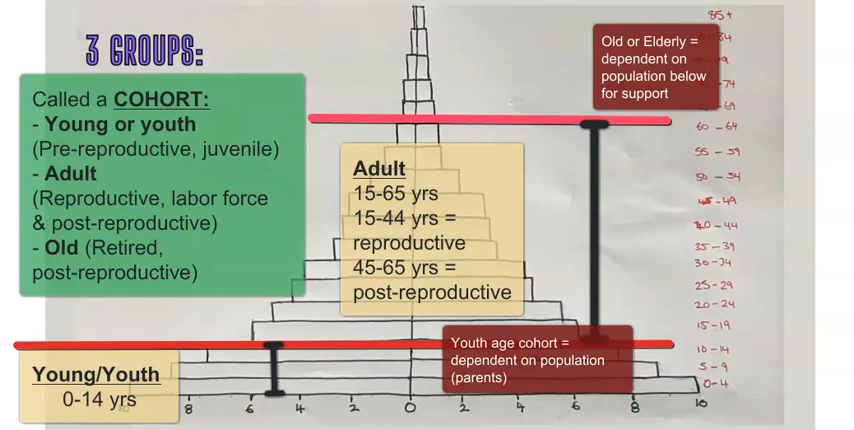 3 GROUPS:
Called a COHORT:
- Young or youth
(Pre-reproductive, juvenile)
- Adult
(Reproductive, labor force
& post-reproductive)
- Old (Retired,
post-reproductive)
Adult
15-65 yrs
15-44 yrs =
reproductive
45-65 yrs =
post-reproductive
Old or Elderly =
dependent on
population below
for support
Youth age cohort =
dependent on population
(parents)
Young/Youth
0-14 yrs
85+
60 - 64
55 - 59
50 - 54
45 - 49
40 - 44
35 - 39
30 - 34
25 - 29
20 - 24
15 - 19
10 - 14
5 - 9
0 - 4
8 6 4 2 0 2 4 6 8 10